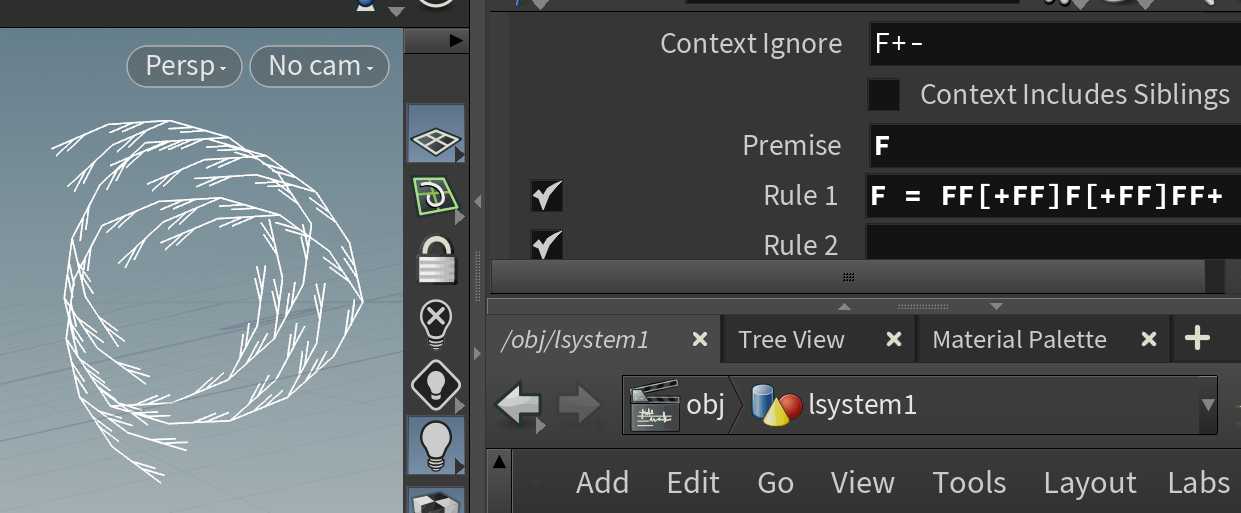 Persp
No cam
Context Ignore F+-
Context Includes Siblings
Premise F
Rule 1 F = FF[+FF]F[+FF]FF+
Rule 2
/obj/lsystem1 Tree View Material Palette
obj lsystem1
Add Edit Go View Tools Layout Labs